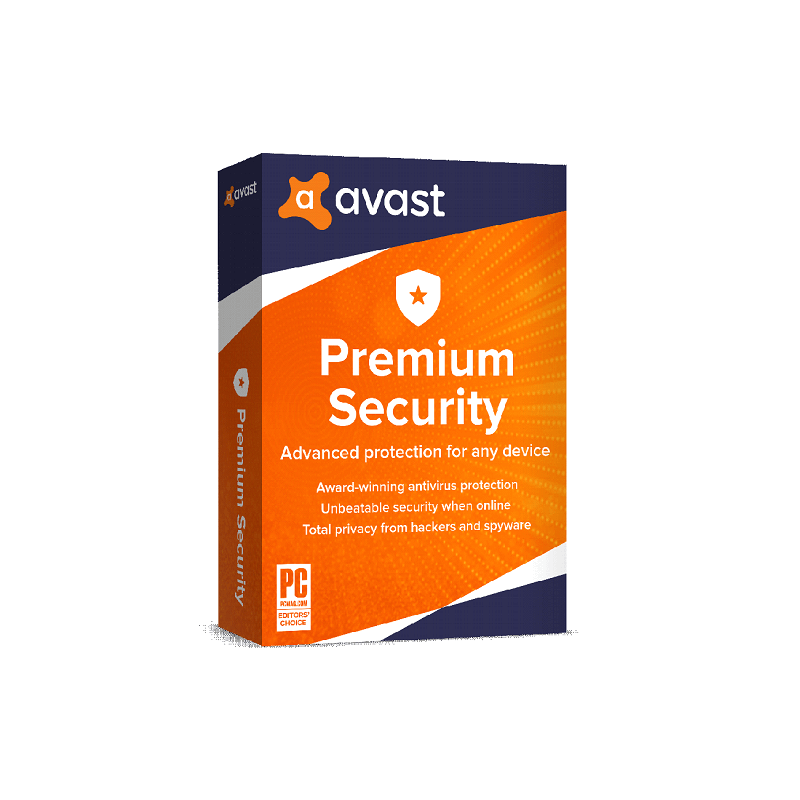 avast
avast
Premium
Security
Advanced protection for any device
Award-winning antivirus protection
Unbeatable security when online
Total privacy from hackers and spyware
Premium Security
PC
PCMAG.COM
EDITORS'
CHOICE